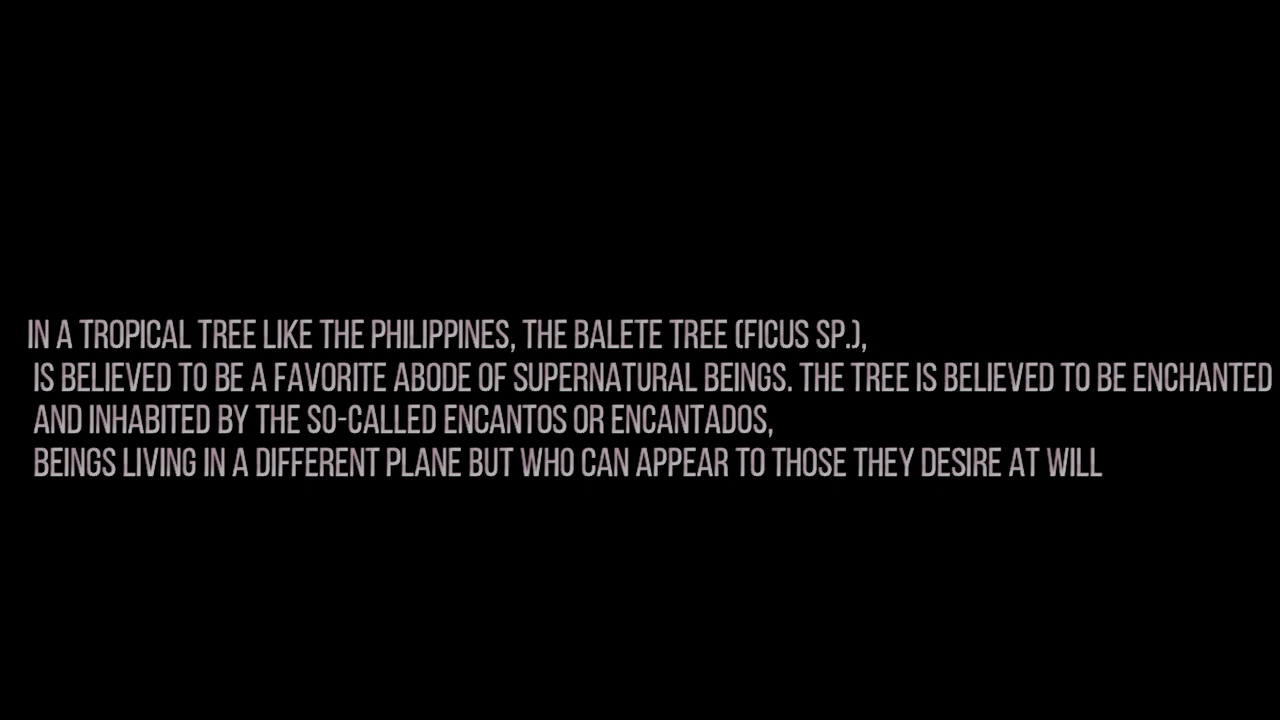 IN A TROPICAL TREE LIKE THE PHILIPPINES, THE BALETE TREE (FICUS SP.),
IS BELIEVED TO BE A FAVORITE ABODE OF SUPERNATURAL BEINGS. THE TREE IS BELIEVED TO BE ENCHANTED
AND INHABITED BY THE SO-CALLED ENCANTOS OR ENCANTADOS,
BEINGS LIVING IN A DIFFERENT PLANE BUT WHO CAN APPEAR TO THOSE THEY DESIRE AT WILL